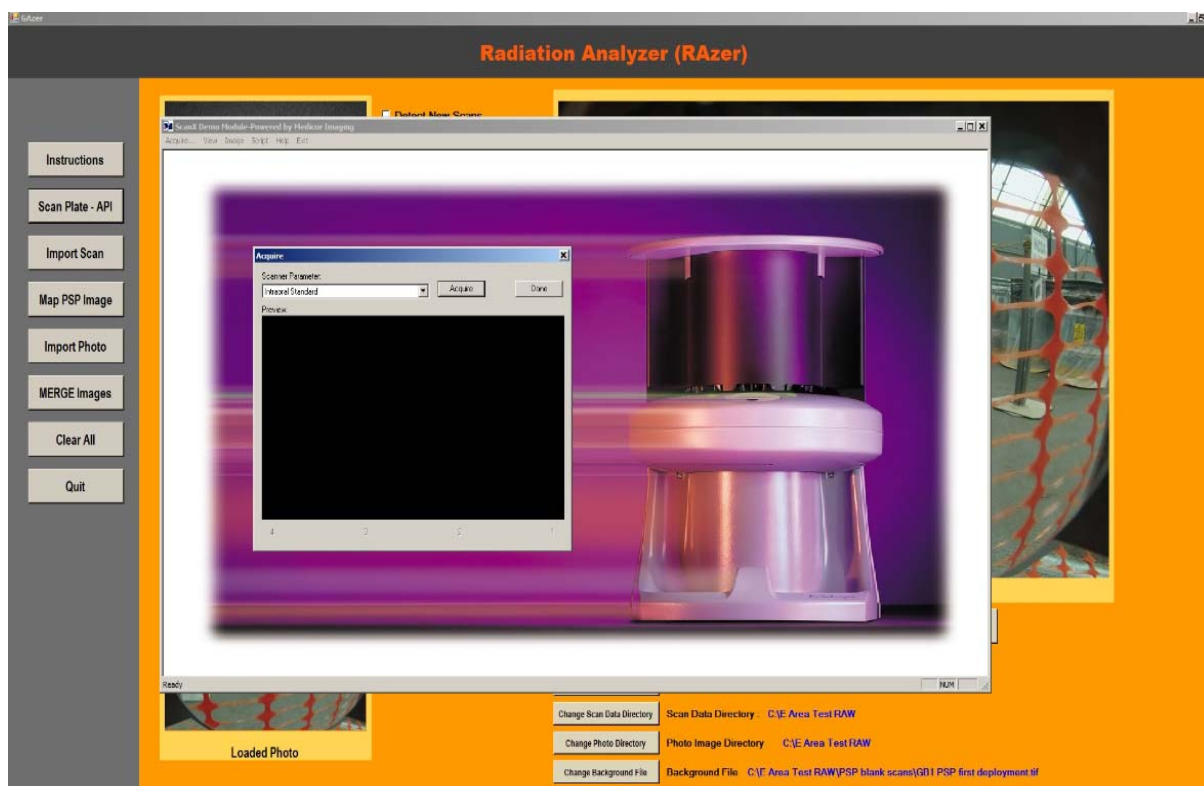 GAzer
Radiation Analyzer (RAzer)
Instructions
Scan Plate - API
Import Scan
Map PSP Image
Import Photo
MERGE Images
Clear All
Quit
Detect New Scans
ScanX Demo Module-Powered by Medicor Imaging
Acquire... View Image Script Help Exit
Acquire
Scanner Parameter:
Intraoral Standard
Acquire
Done
Preview:
4 3 2 1
Ready
NUM
Loaded Photo
Change Scan Data Directory Scan Data Directory : C:\E Area Test RAW
Change Photo Directory Photo Image Directory C:\E Area Test RAW
Change Background File Background File C:\E Area Test RAW\PSP blank scans\GB1 PSP first deployment.tif